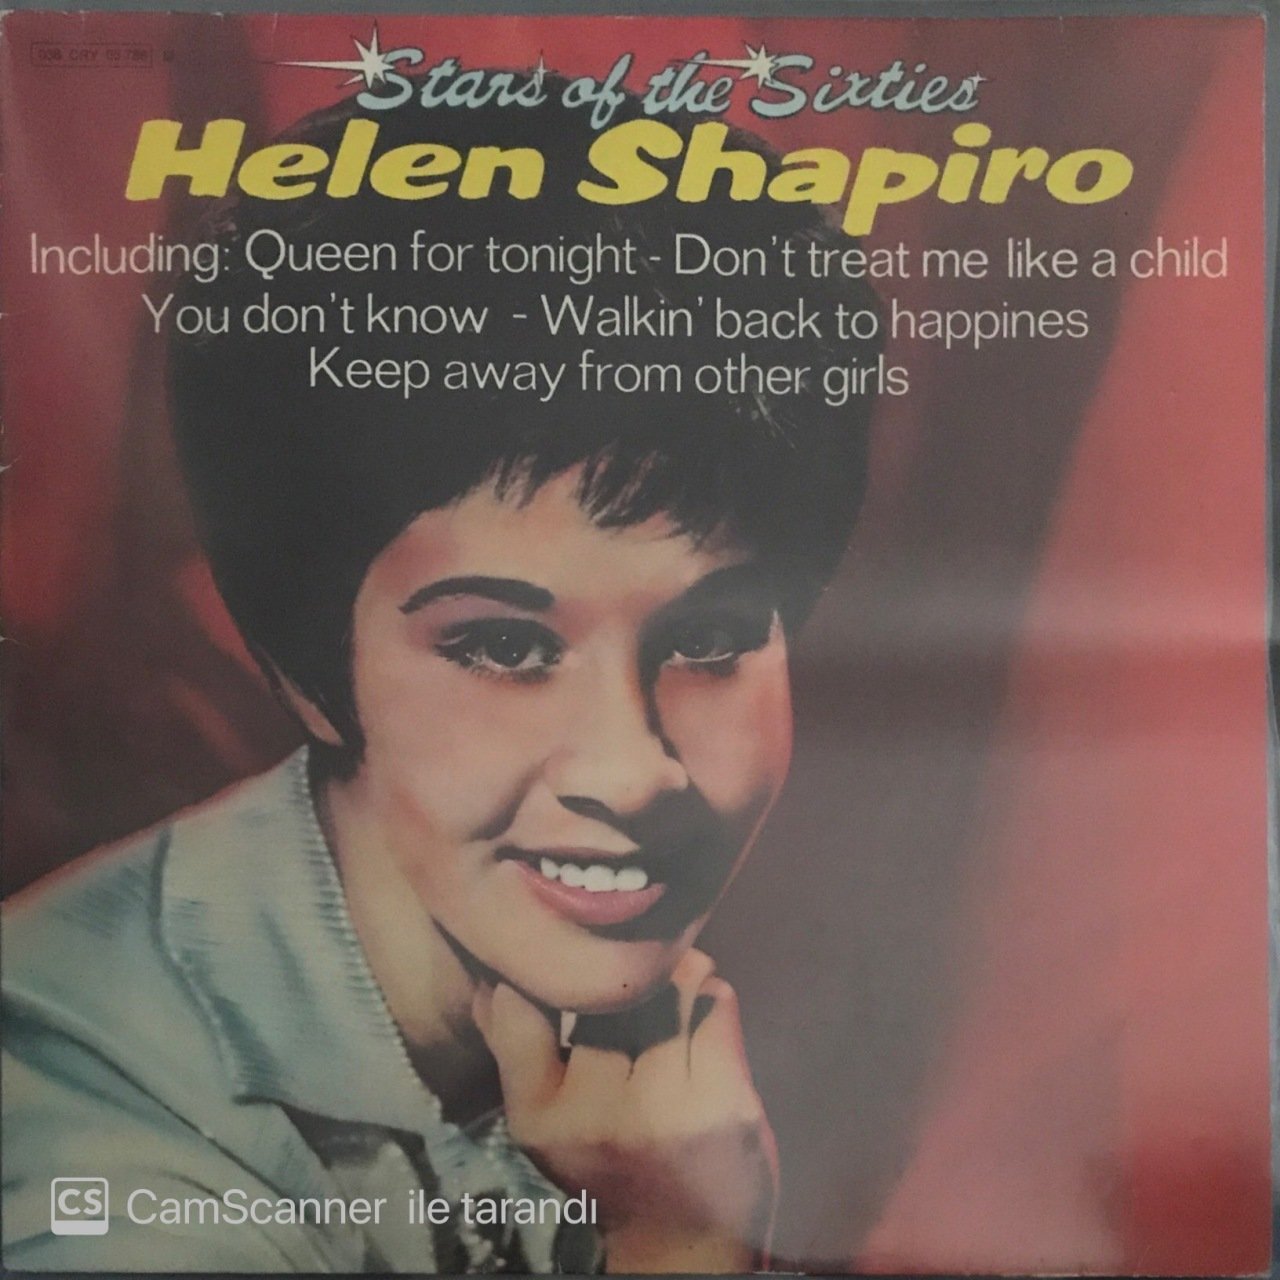 Stars of the Sixties
Helen Shapiro
Including: Queen for tonight - Don't treat me like a child
You don't know - Walkin' back to happines
Keep away from other girls
CS CamScanner ile tarandı